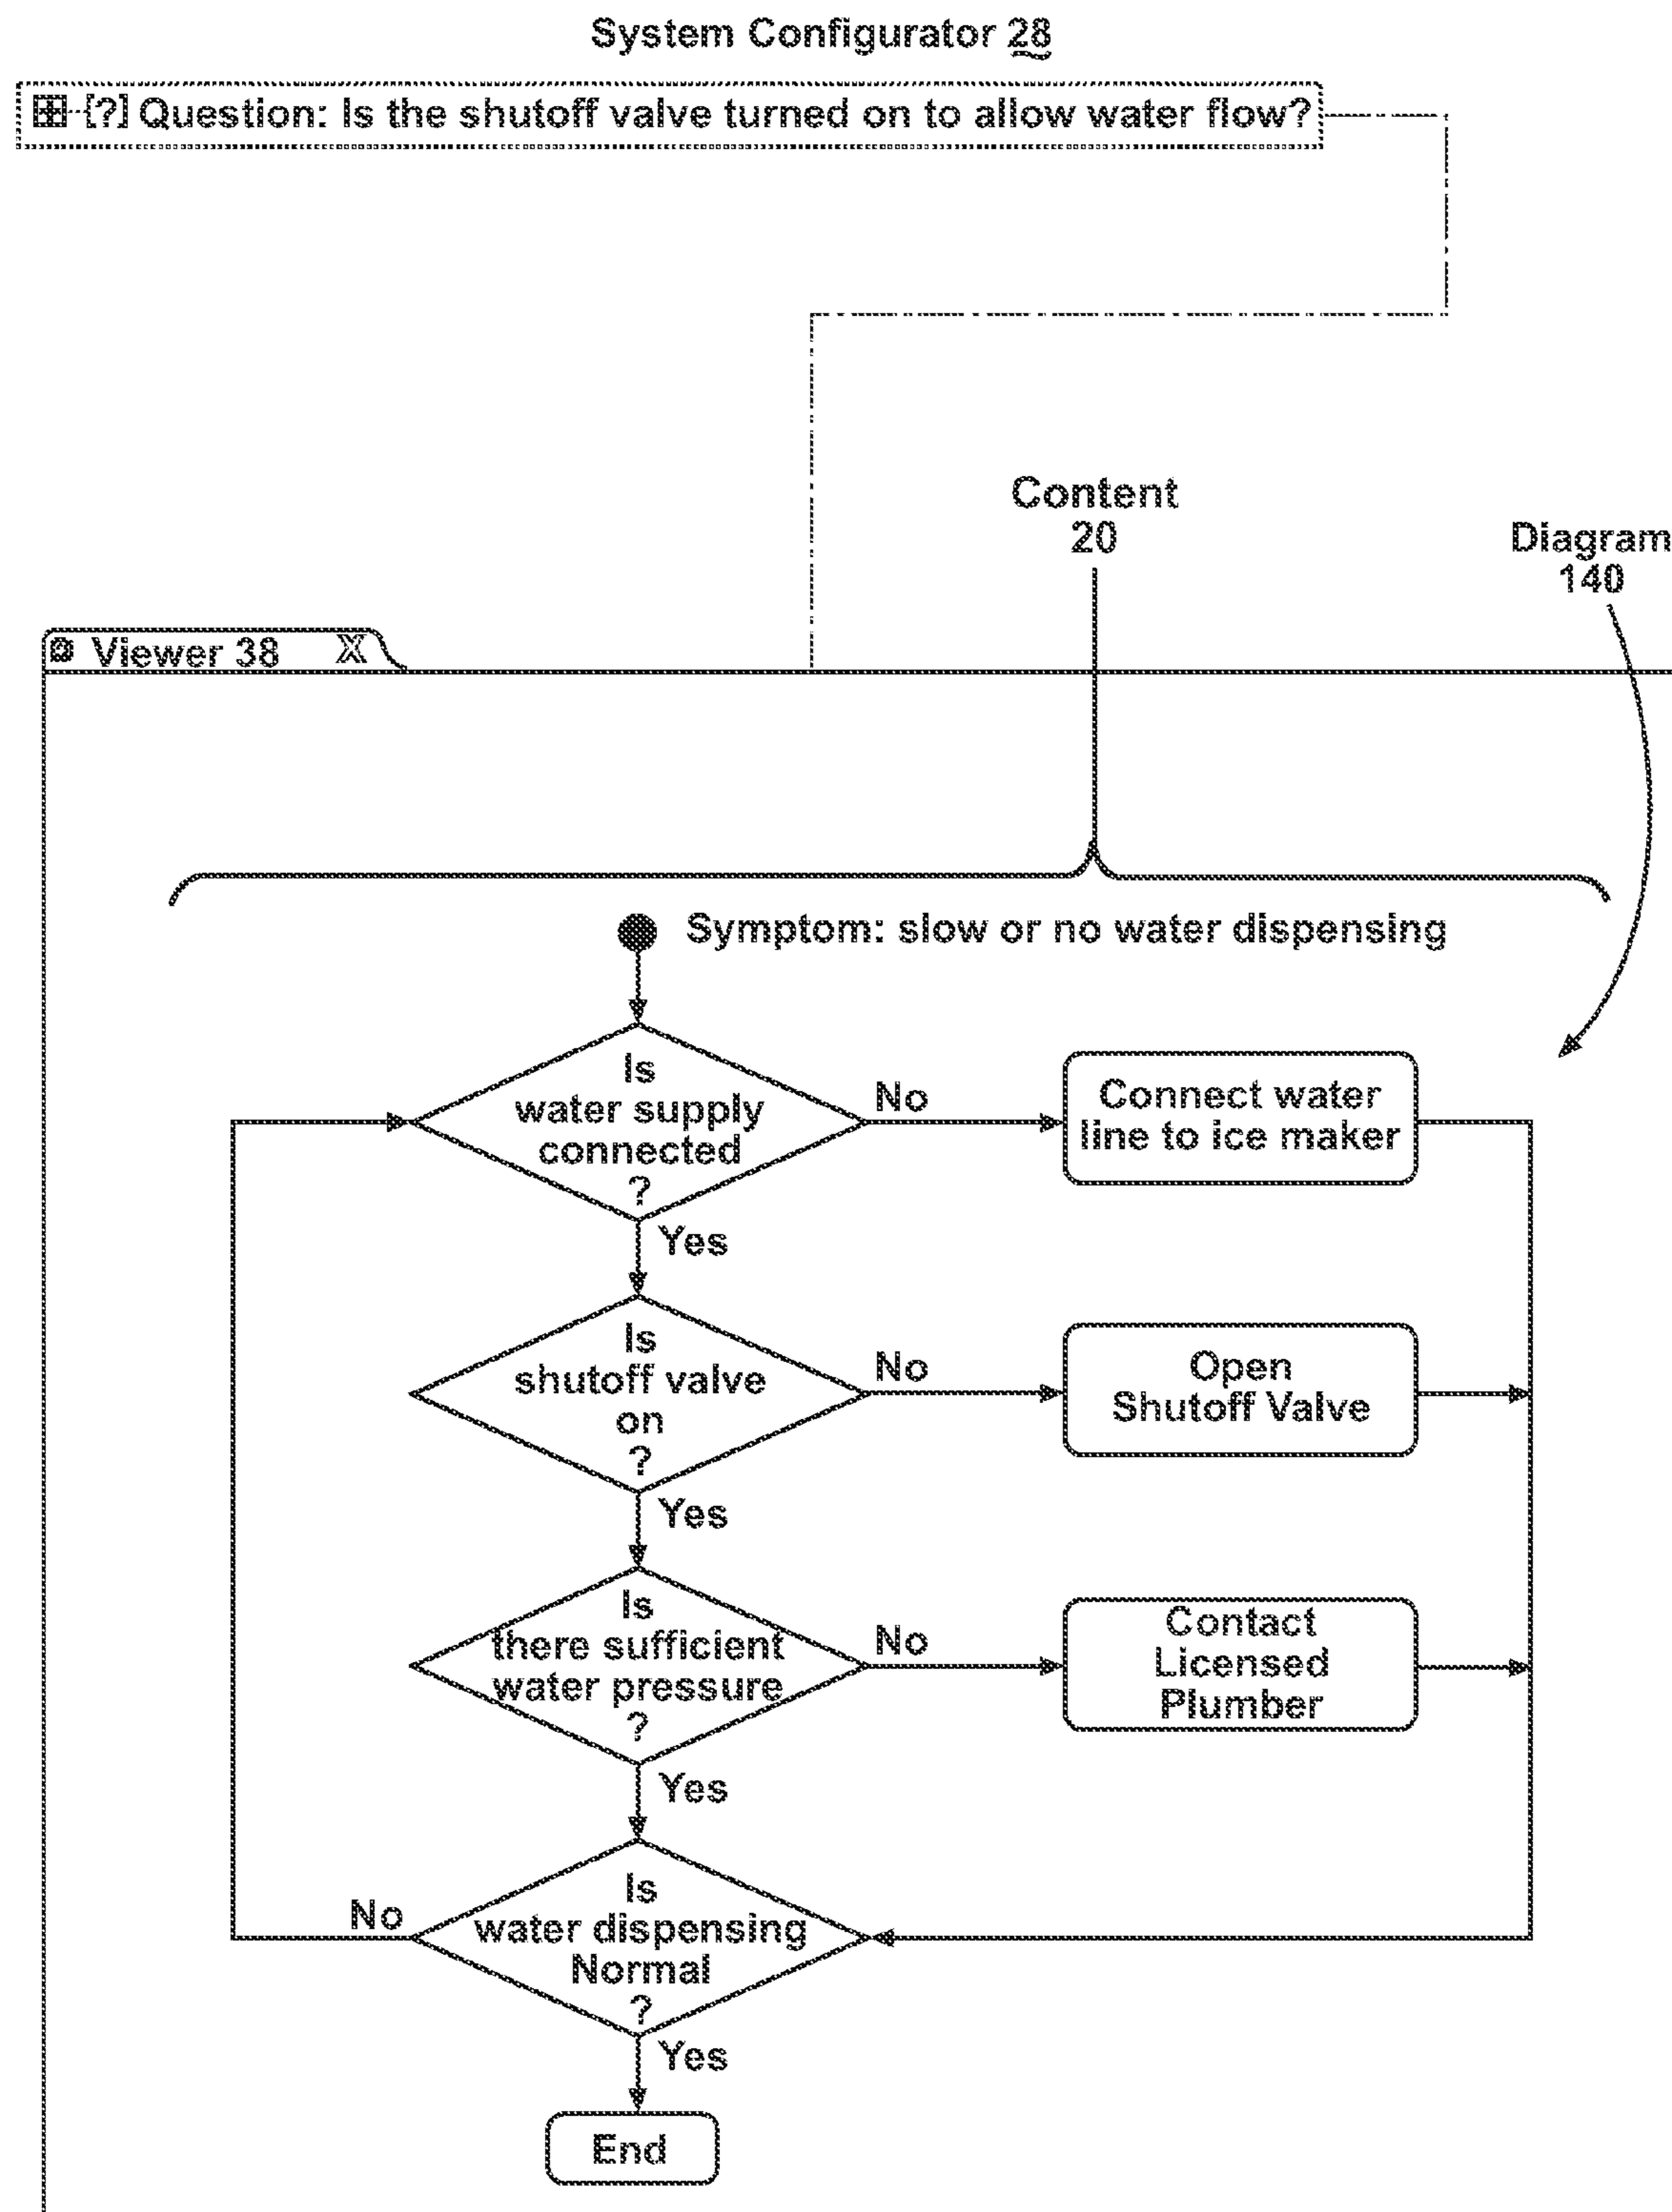 System Configurator 28
[?] Question: Is the shutoff valve turned on to allow water flow?
Content
20
Diagram
140
Viewer 38 X
Symptom: slow or no water dispensing
Is
water supply
connected
?
No
Connect water
line to ice maker
Yes
Is
shutoff valve
on
?
No
Open
Shutoff Valve
Yes
Is
there sufficient
water pressure
?
No
Contact
Licensed
Plumber
Yes
No
Is
water dispensing
Normal
?
Yes
End